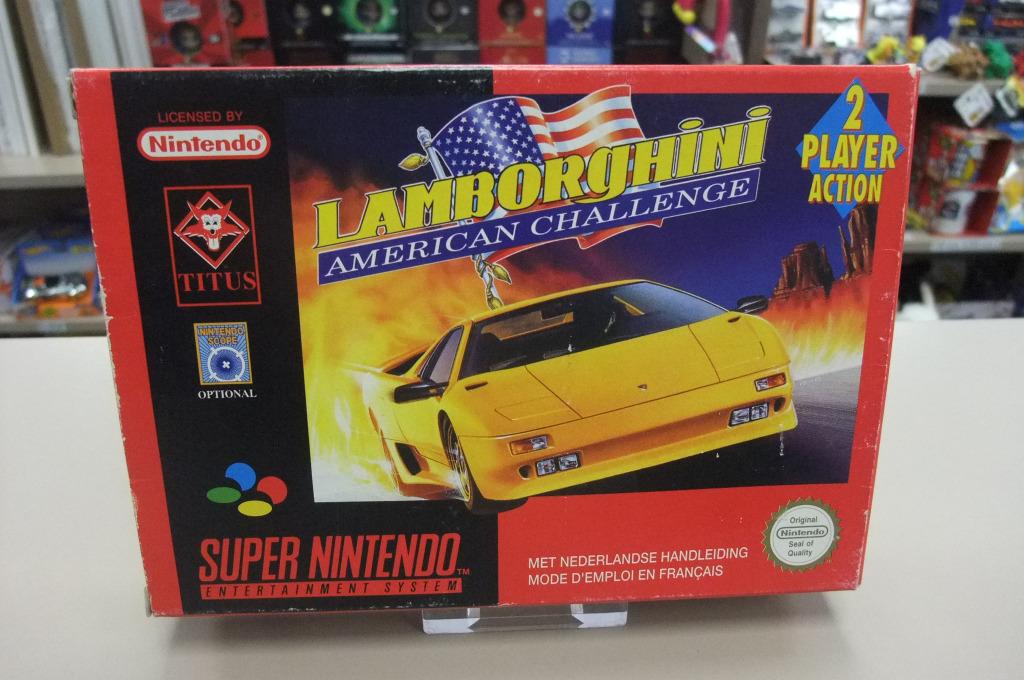 LICENSED BY
Nintendo®
TITUS
NINTENDO
SCOPE
OPTIONAL
LAMBORGHINI
AMERICAN CHALLENGE
2
PLAYER
ACTION
SUPER NINTENDO™
ENTERTAINMENT SYSTEM
MET NEDERLANDSE HANDLEIDING
MODE D'EMPLOI EN FRANÇAIS
Original
Nintendo
Seal of
Quality